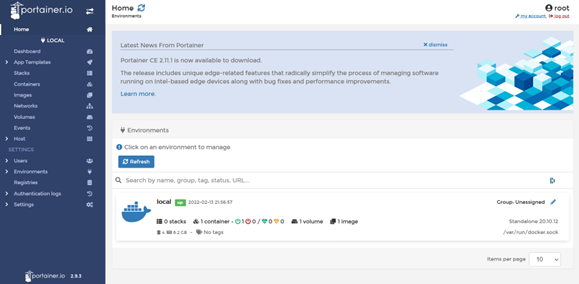 portainer.io
Home
LOCAL
Dashboard
App Templates
Stacks
Containers
Images
Networks
Volumes
Events
Host
SETTINGS
Users
Environments
Registries
Authentication logs
Settings
portainer.io 2.9.3
Home
Environments
root
my account log out
Latest News From Portainer
dismiss
Portainer CE 2.11.1 is now available to download.
The release includes unique edge-related features that radically simplify the process of managing software
running on intel-based edge devices along with bug fixes and performance improvements.
Learn more.
Environments
Click on an environment to manage
Refresh
Search by name, group, tag, status, URL...
local up 2022-02-13 21:56:57
Group: Unassigned
0 stacks 1 container - 1 0 / 0 0 1 volume 1 image
Standalone 20.10.12
4 8.2 GB - No tags
/var/run/docker.sock
Items per page 10